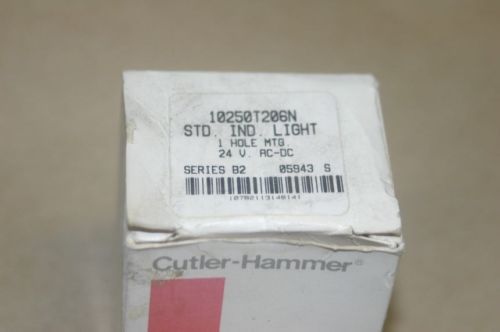 10250T206N
STD. IND. LIGHT
1 HOLE MTG.
24 V. AC-DC
SERIES B2 05943 S
Cutler-Hammer®